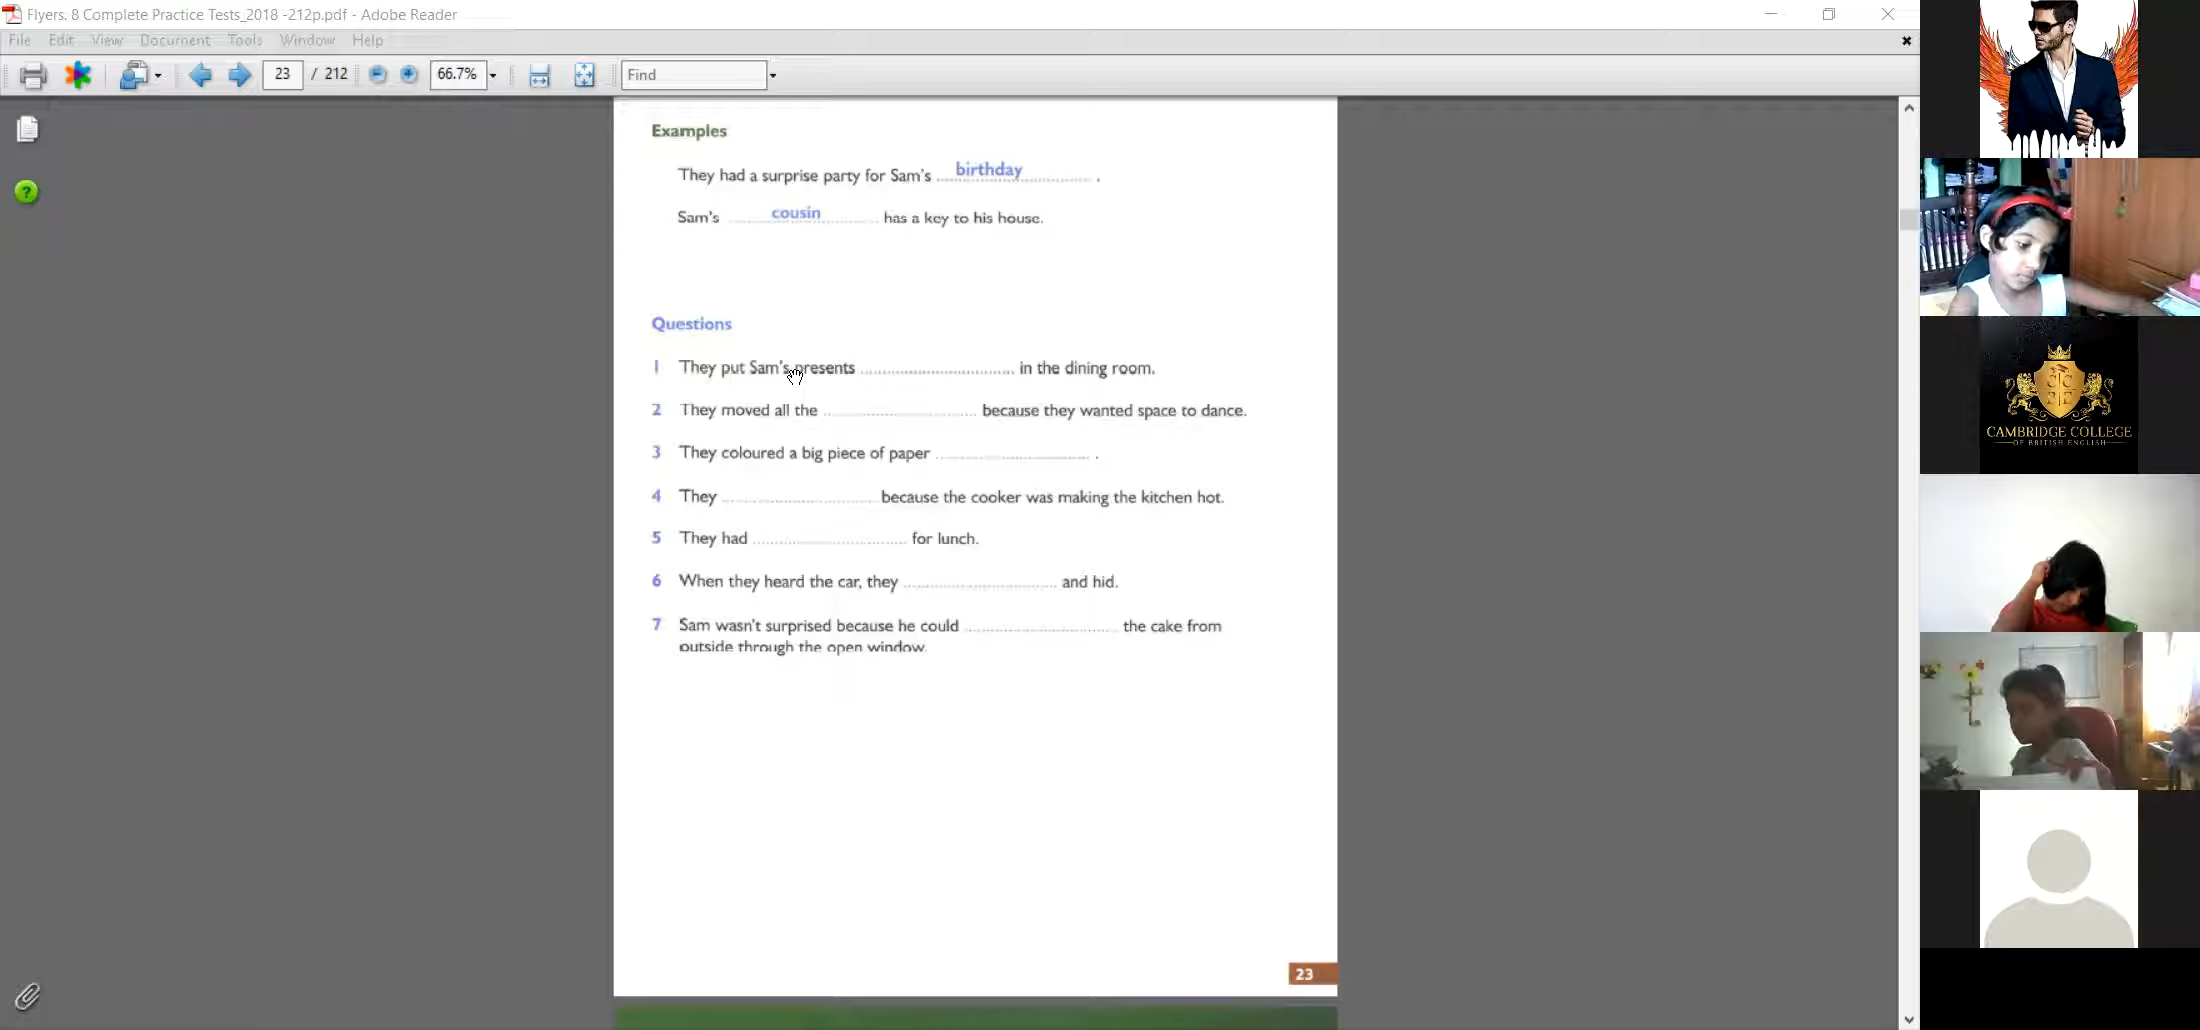 Flyers. 8 Complete Practice Tests_2018 -212p.pdf - Adobe Reader
File Edit View Document Tools Window Help
23 / 212 66.7% Find
Examples
They had a surprise party for Sam's birthday .
Sam's cousin has a key to his house.
Questions
1 They put Sam's presents in the dining room.
2 They moved all the because they wanted space to dance.
3 They coloured a big piece of paper .
4 They because the cooker was making the kitchen hot.
5 They had for lunch.
6 When they heard the car, they and hid.
7 Sam wasn't surprised because he could the cake from
outside through the open window.
23
CAMBRIDGE COLLEGE
OF BRITISH ENGLISH